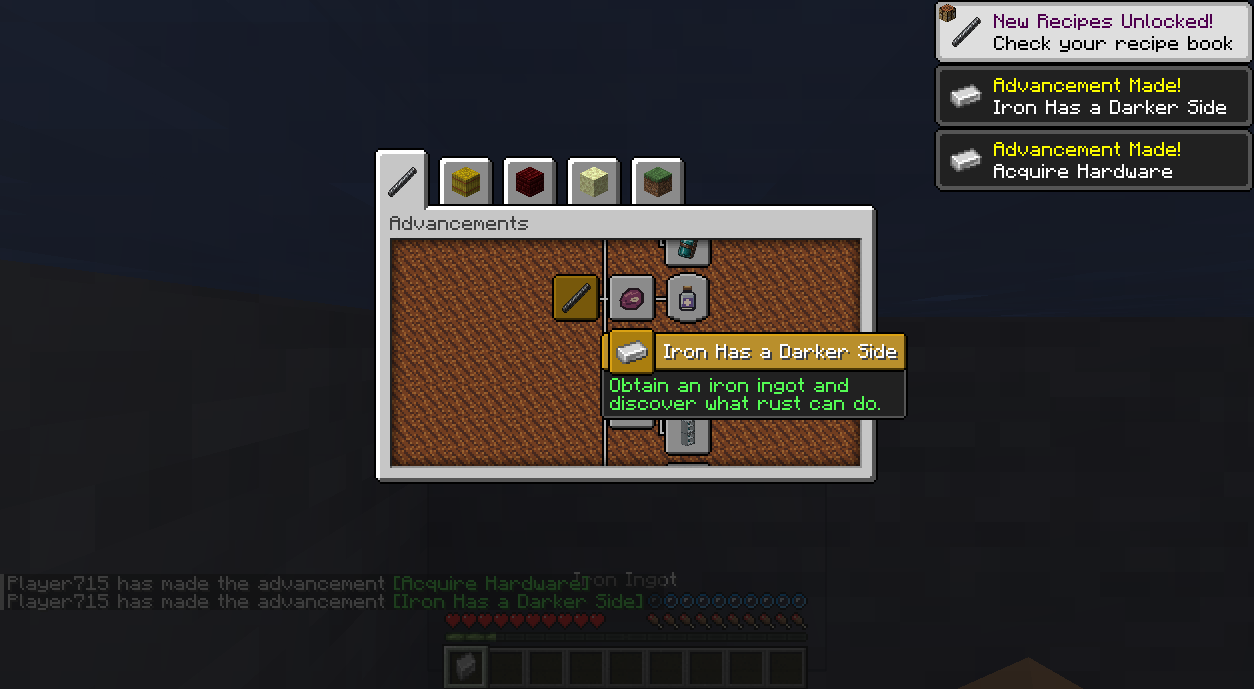 New Recipes Unlocked!
Check your recipe book
Advancement Made!
Iron Has a Darker Side
Advancement Made!
Acquire Hardware
Advancements
Iron Has a Darker Side
Obtain an iron ingot and
discover what rust can do.
Iron Ingot
Player715 has made the advancement [Acquire Hardware]
Player715 has made the advancement [Iron Has a Darker Side]